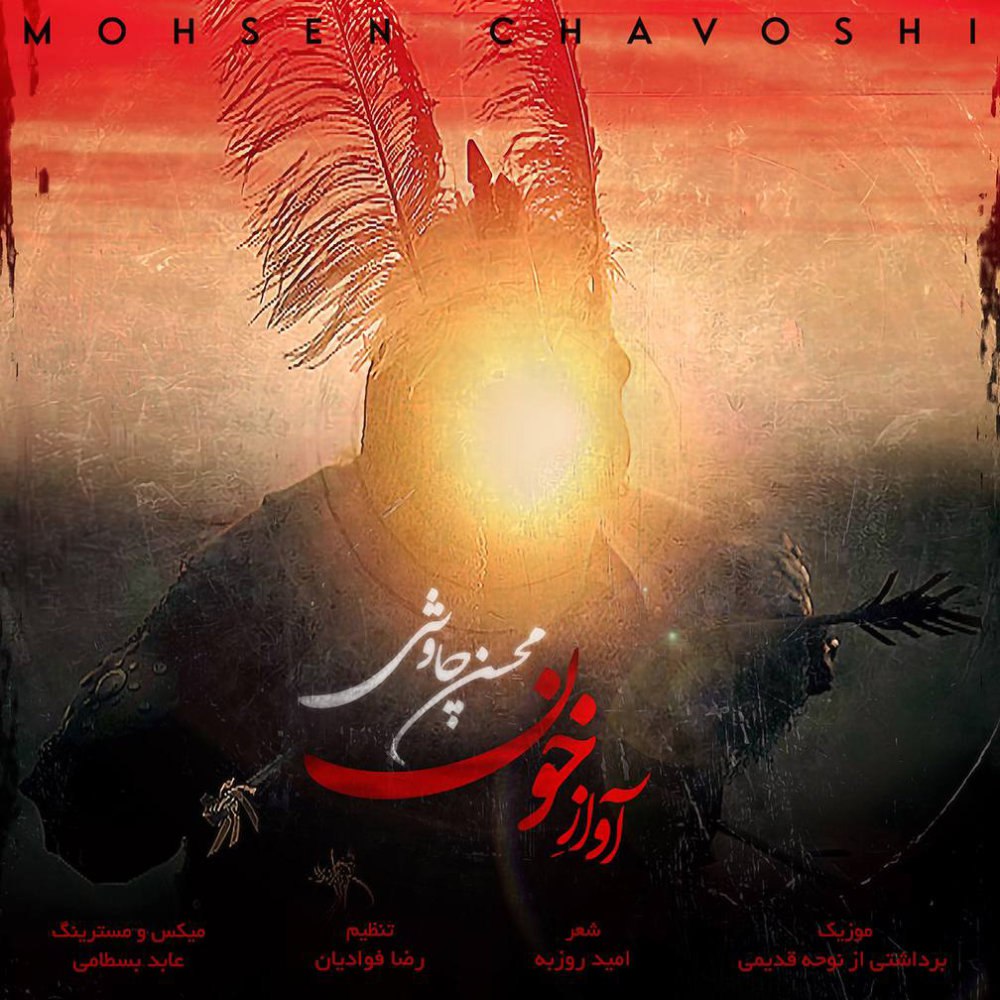 MOHSEN CHAVOSHI
محسن چاوشی
آوازِ خون
موزیک
برداشتی از نوحه قدیمی
شعر
امید روزبه
تنظیم
رضا فوادیان
میکس و مسترینگ
عابد بسطامی